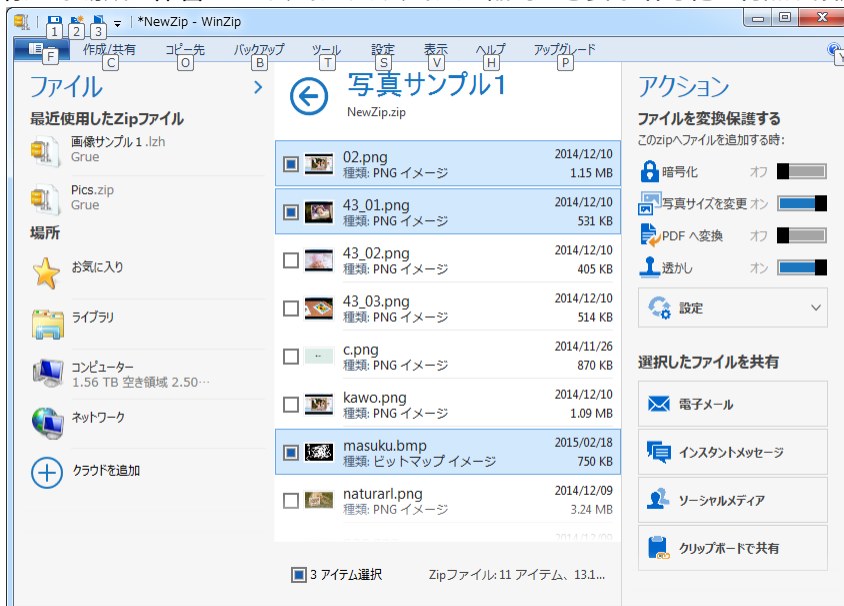 *NewZip - WinZip
1 2 3
作成/共有 コピー先 バックアップ ツール 設定 表示 ヘルプ アップグレード
F C O B T S V H P Y
ファイル
最近使用したZipファイル
画像サンプル１.lzh
Grue
Pics.zip
Grue
場所
お気に入り
ライブラリ
コンピューター
1.56 TB 空き領域 2.50…
ネットワーク
クラウドを追加
写真サンプル1
NewZip.zip
02.png 2014/12/10
種類: PNG イメージ 1.15 MB
43_01.png 2014/12/10
種類: PNG イメージ 531 KB
43_02.png 2014/12/10
種類: PNG イメージ 405 KB
43_03.png 2014/12/10
種類: PNG イメージ 514 KB
c.png 2014/11/26
種類: PNG イメージ 870 KB
kawo.png 2014/12/10
種類: PNG イメージ 1.09 MB
masuku.bmp 2015/02/18
種類: ビットマップ イメージ 750 KB
naturarl.png 2014/12/09
種類: PNG イメージ 3.24 MB
2014/12/09
3 アイテム選択 Zipファイル: 11 アイテム、13.1...
アクション
ファイルを変換保護する
このzipへファイルを追加する時:
暗号化 オフ
写真サイズを変更 オン
PDF へ変換 オフ
透かし オン
設定
選択したファイルを共有
電子メール
インスタントメッセージ
ソーシャルメディア
クリップボードで共有